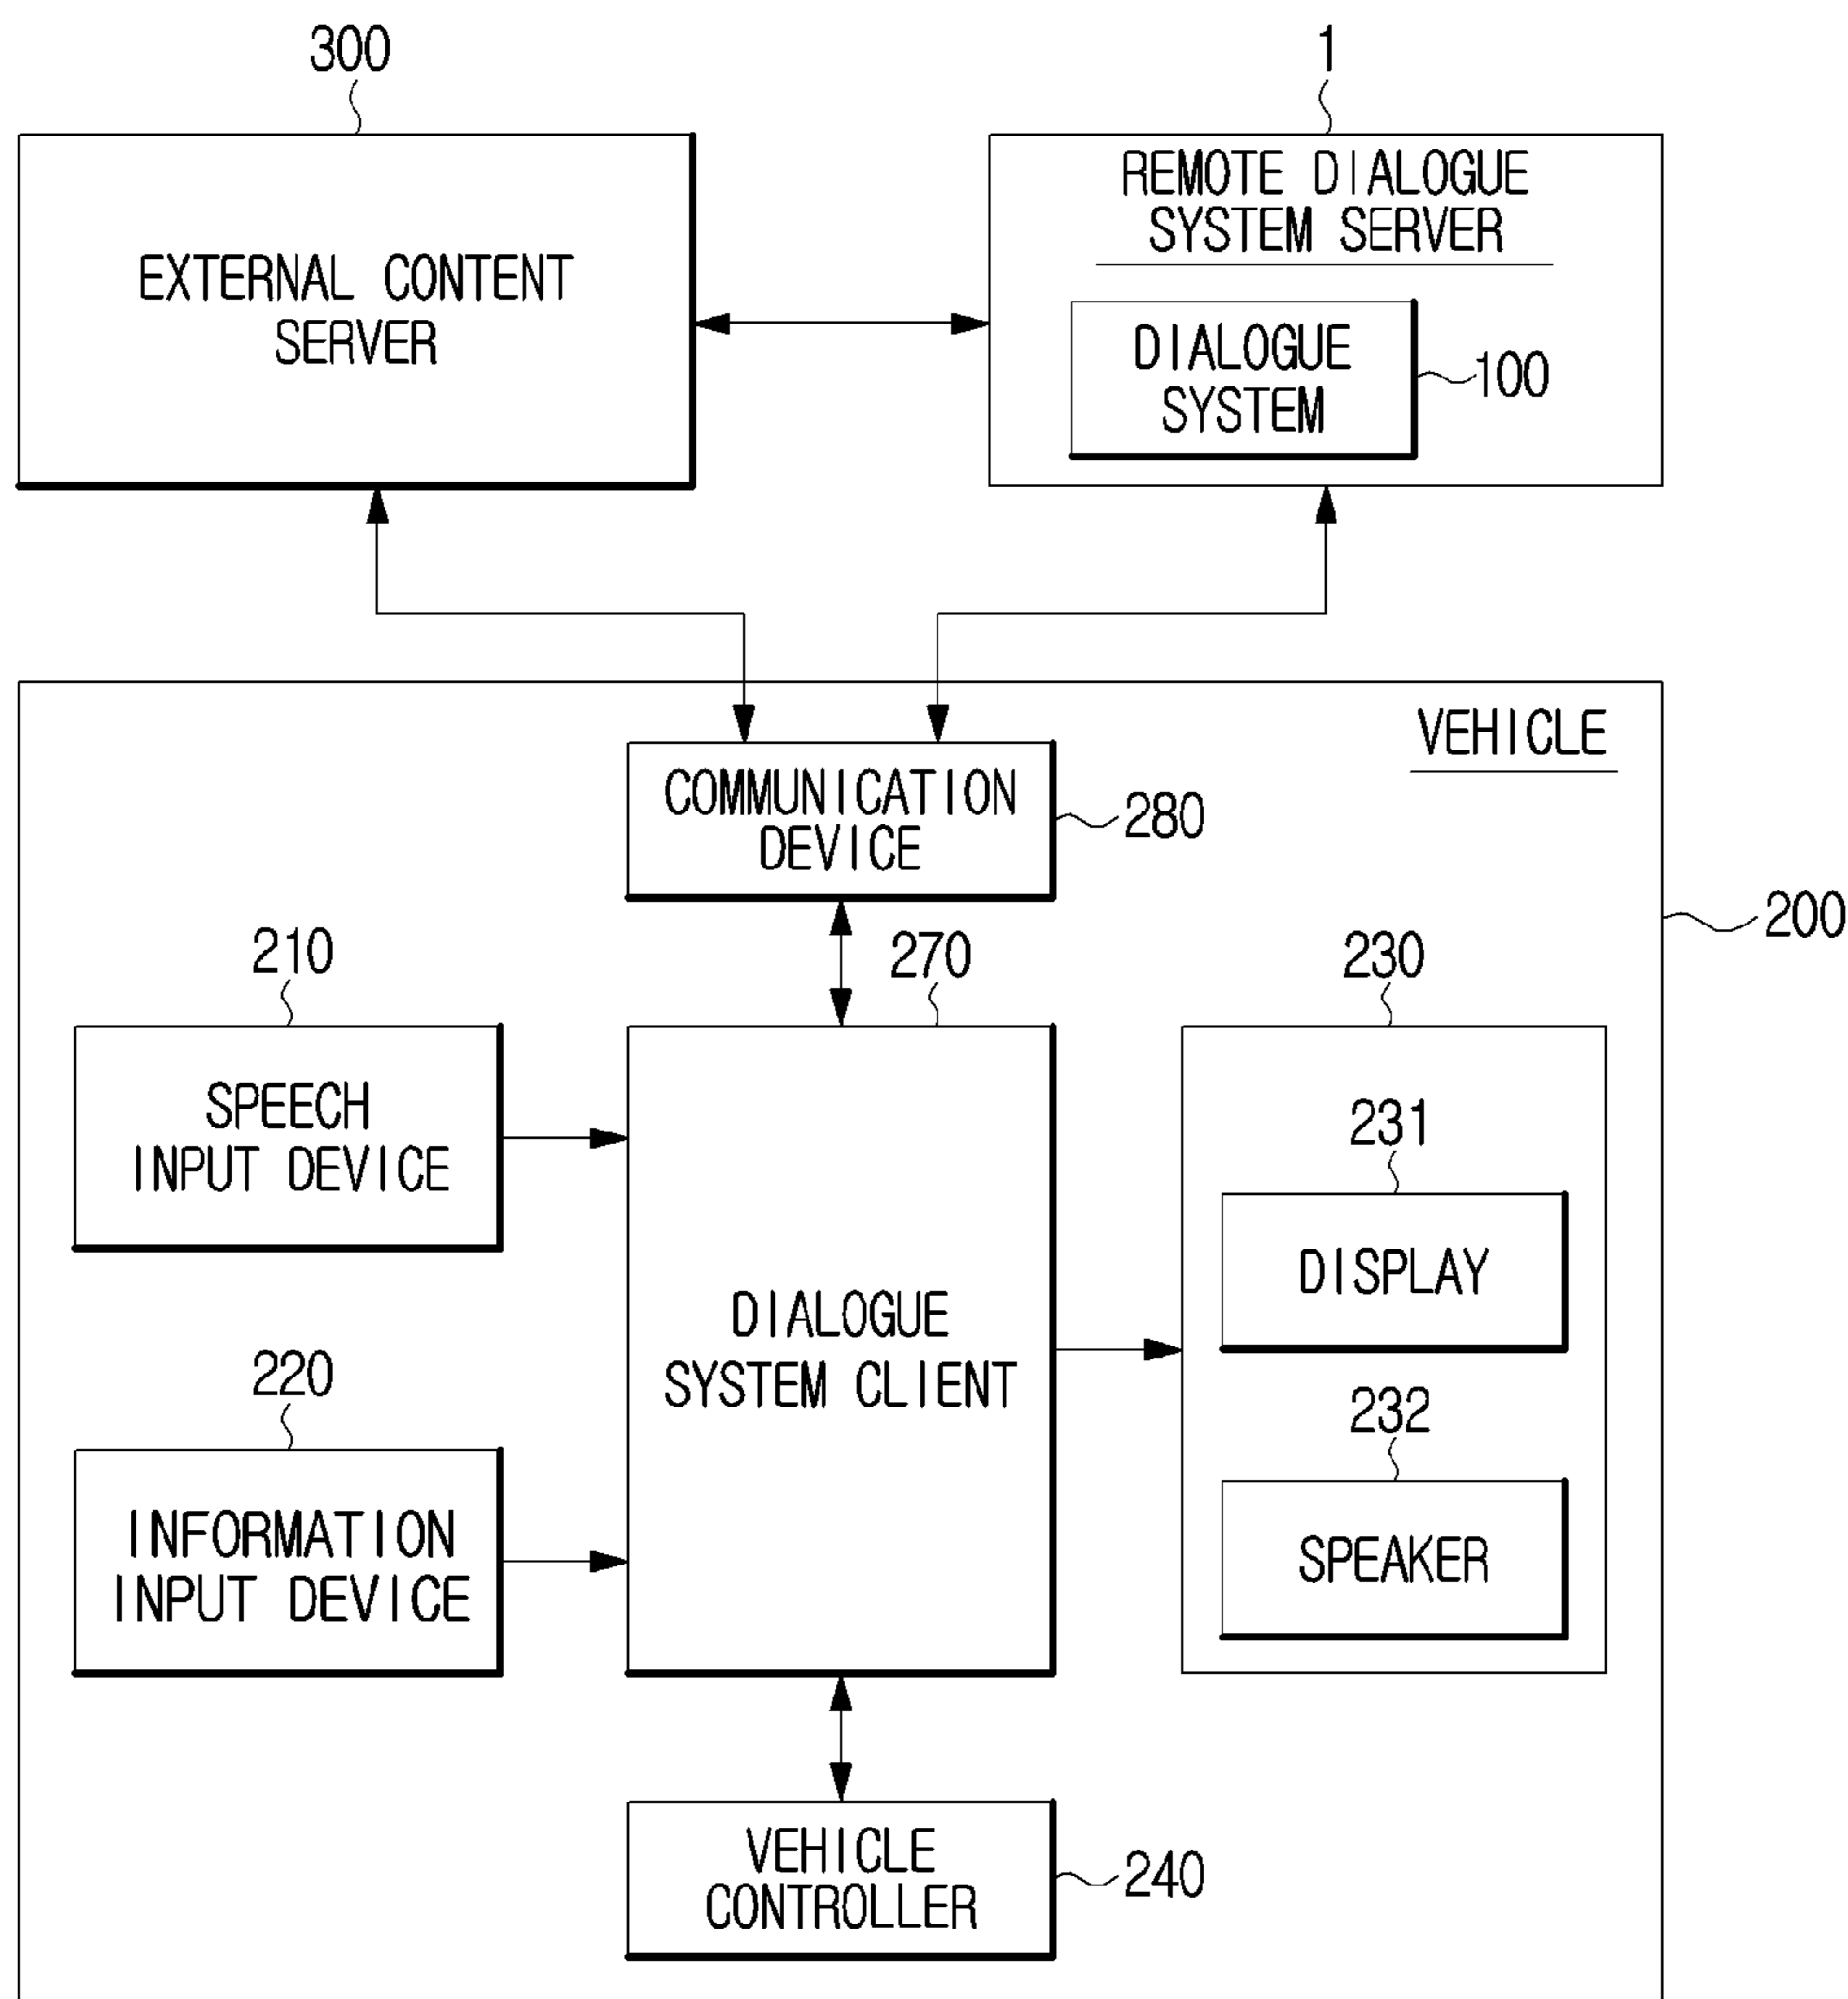 300
1
EXTERNAL CONTENT
SERVER
REMOTE DIALOGUE
SYSTEM SERVER
DIALOGUE
SYSTEM
100
VEHICLE
COMMUNICATION
DEVICE
280
200
210
270
230
SPEECH
INPUT DEVICE
231
DISPLAY
DIALOGUE
SYSTEM CLIENT
220
232
INFORMATION
INPUT DEVICE
SPEAKER
VEHICLE
CONTROLLER
240